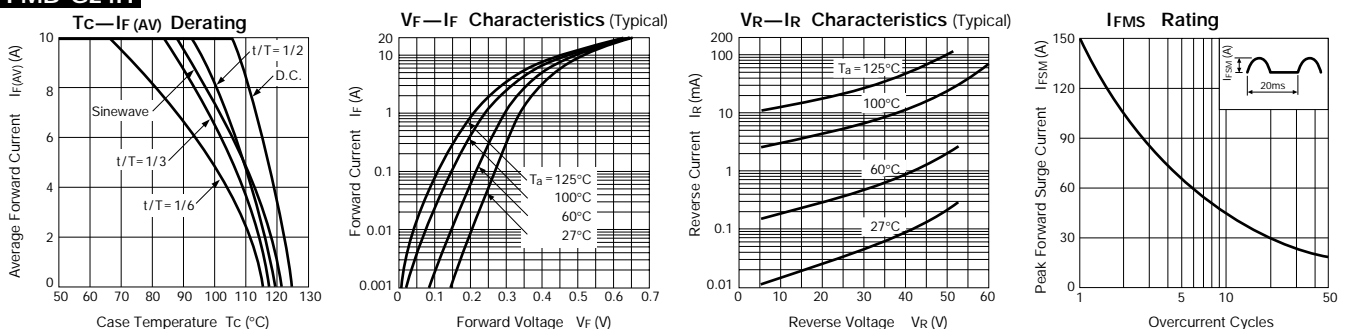 Tc—IF (AV) Derating
Average Forward Current IF(AV) (A)
10
8
6
4
2
0
t/T=1/2
D.C.
Sinewave
t/T=1/3
t/T=1/6
50 60 70 80 90 100 110 120 130
Case Temperature Tc (°C)
VF—IF Characteristics (Typical)
Forward Current IF (A)
20
10
1
0.1
0.01
0.001
Ta=125°C
100°C
60°C
27°C
0 0.1 0.2 0.3 0.4 0.5 0.6 0.7
Forward Voltage VF (V)
VR—IR Characteristics (Typical)
Reverse Current IR (mA)
200
100
10
1
0.1
0.01
Ta=125°C
100°C
60°C
27°C
0 10 20 30 40 50 60
Reverse Voltage VR (V)
IFMS Rating
Peak Forward Surge Current IFSM (A)
150
120
90
60
30
0
IFSM (A)
20ms
1 5 10 50
Overcurrent Cycles